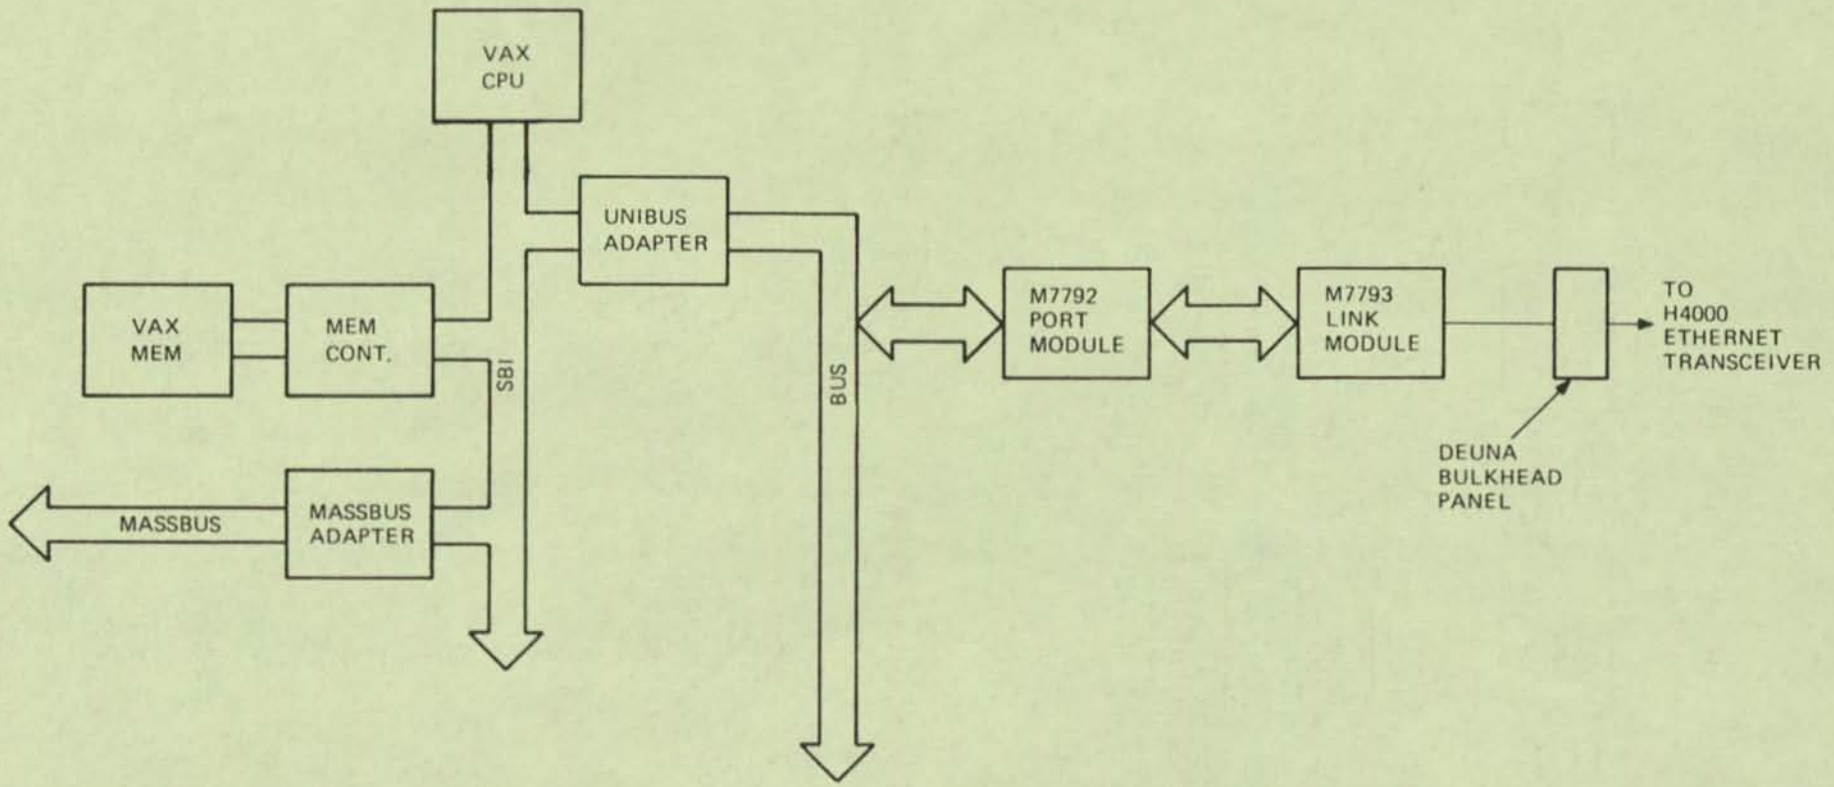 VAX
CPU
UNIBUS
ADAPTER
VAX
MEM
MEM
CONT.
SBI
BUS
M7792
PORT
MODULE
M7793
LINK
MODULE
TO
H4000
ETHERNET
TRANSCEIVER
DEUNA
BULKHEAD
PANEL
MASSBUS
MASSBUS
ADAPTER